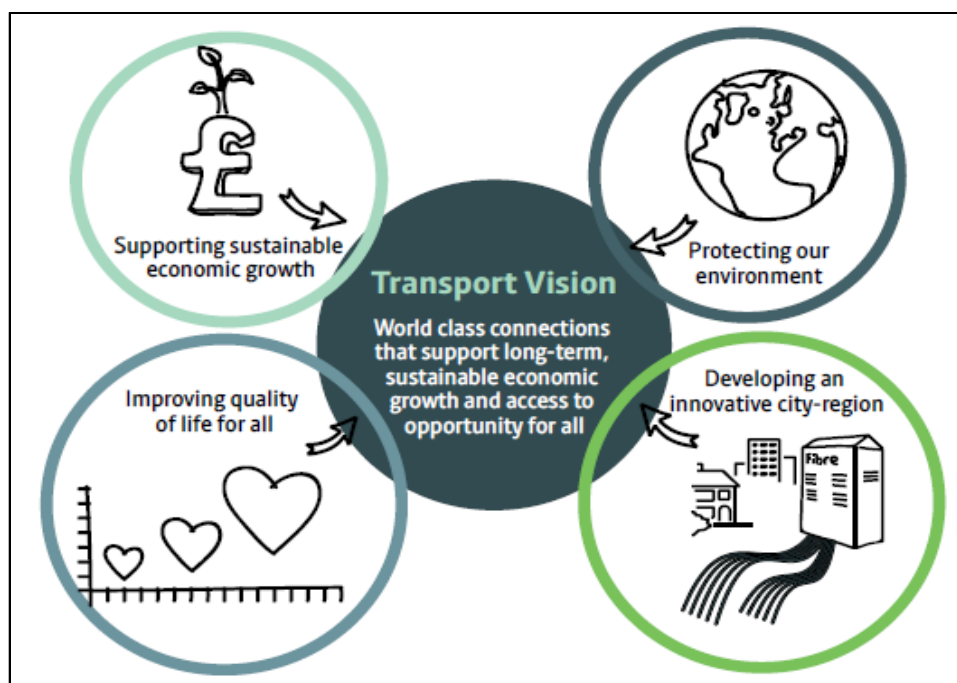 Supporting sustainable
economic growth
Protecting our
environment
Transport Vision
World class connections
that support long-term,
sustainable economic
growth and access to
opportunity for all
Improving quality
of life for all
Developing an
innovative city-region
Fibre
£